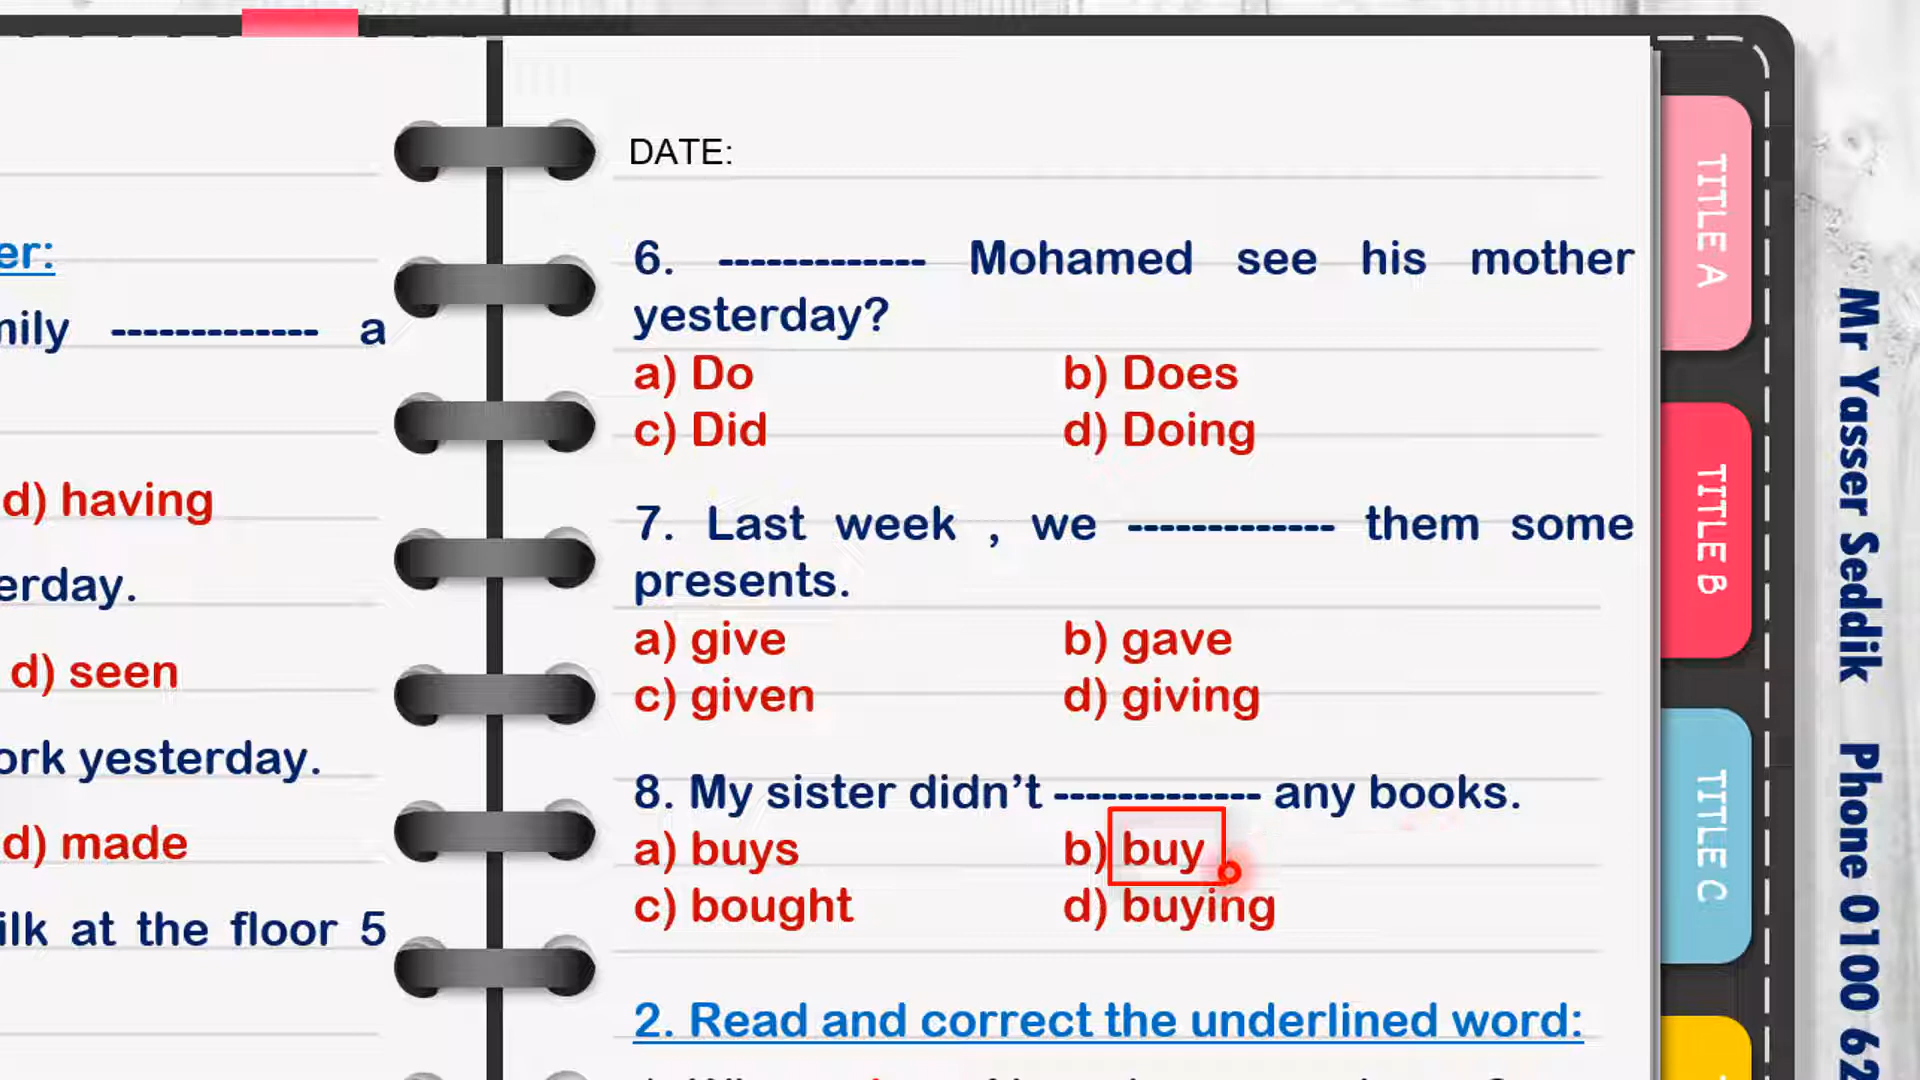 er:
mily ------------- a
d) having
erday.
d) seen
ork yesterday.
d) made
ilk at the floor 5
DATE:
6. ------------- Mohamed see his mother
yesterday?
a) Do b) Does
c) Did d) Doing
7. Last week , we ------------- them some
presents.
a) give b) gave
c) given d) giving
8. My sister didn’t ------------- any books.
a) buys b) buy
c) bought d) buying
2. Read and correct the underlined word:
TITLE A
TITLE B
TITLE C
Mr Yasser Seddik Phone 0100 62